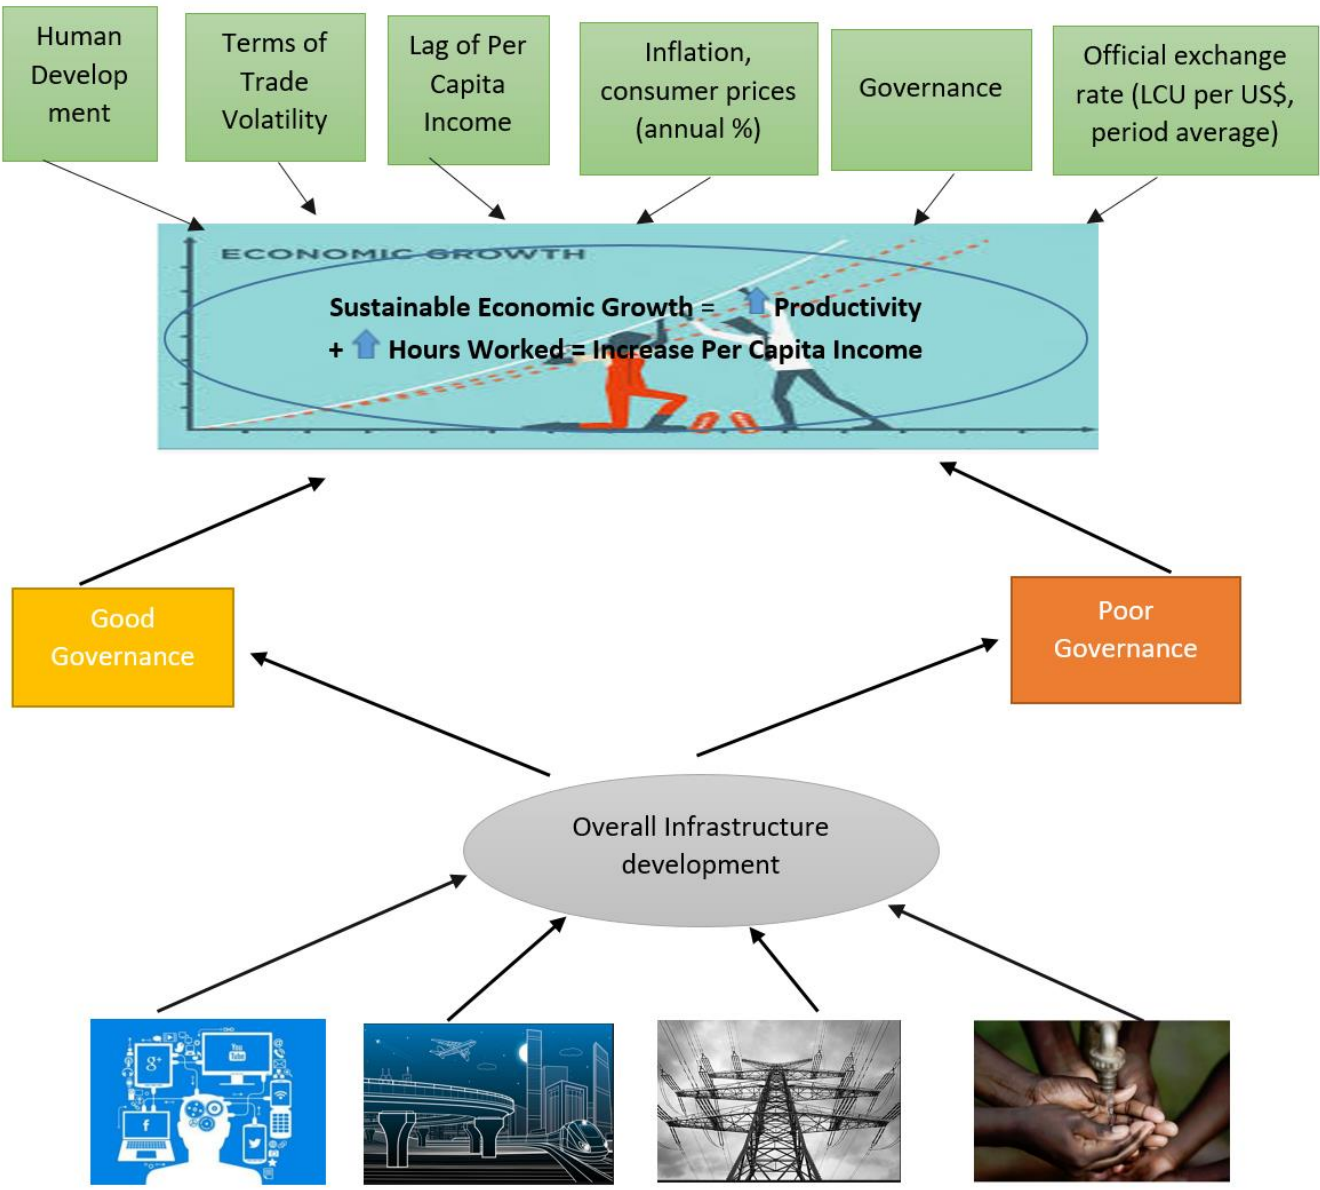 Human
Develop
ment
Terms of
Trade
Volatility
Lag of Per
Capita
Income
Inflation,
consumer prices
(annual %)
Governance
Official exchange
rate (LCU per US$,
period average)
ECONOMIC GROWTH
Sustainable Economic Growth = Productivity
+ Hours Worked = Increase Per Capita Income
Good
Governance
Poor
Governance
Overall Infrastructure
development
g+
You
Tube
f